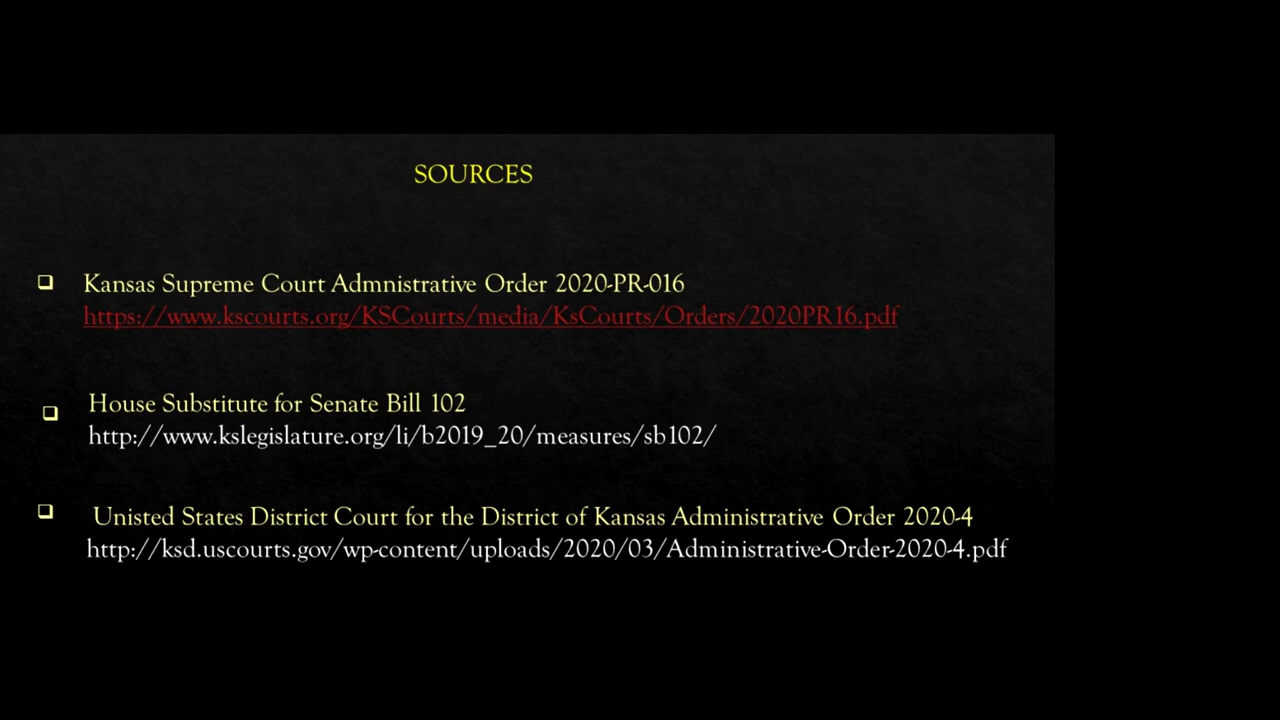 SOURCES
Kansas Supreme Court Admnistrative Order 2020-PR-016
https://www.kscourts.org/KSCourts/media/KsCourts/Orders/2020PR16.pdf
House Substitute for Senate Bill 102
http://www.kslegislature.org/li/b2019_20/measures/sb102/
Unisted States District Court for the District of Kansas Administrative Order 2020-4
http://ksd.uscourts.gov/wp-content/uploads/2020/03/Administrative-Order-2020-4.pdf